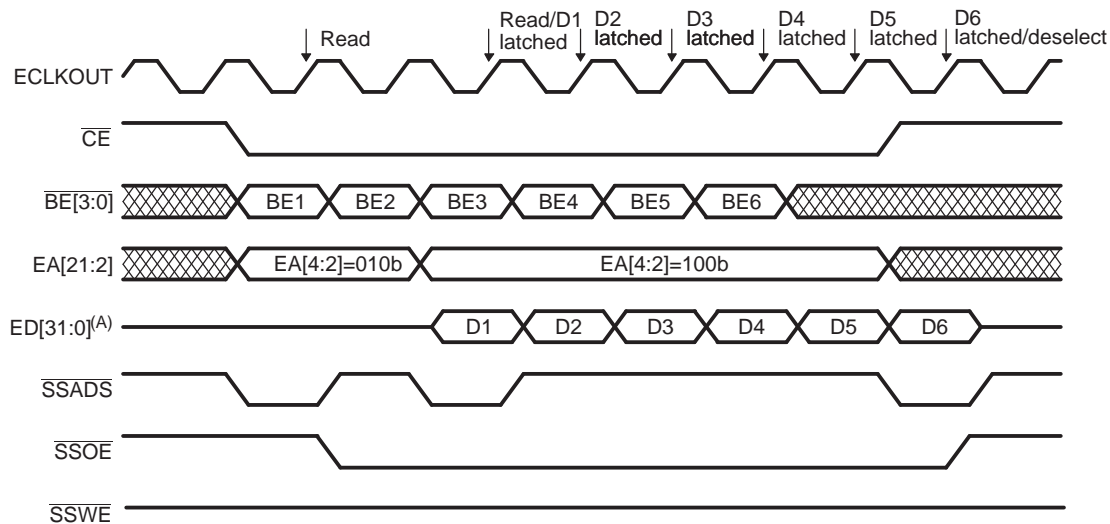 Read
Read/D1
latched
D2
latched
D3
latched
D4
latched
D5
latched
D6
latched/deselect
ECLKOUT
CE
BE[3:0]
BE1 BE2 BE3 BE4 BE5 BE6
EA[21:2]
EA[4:2]=010b EA[4:2]=100b
ED[31:0](A)
D1 D2 D3 D4 D5 D6
SSADS
SSOE
SSWE